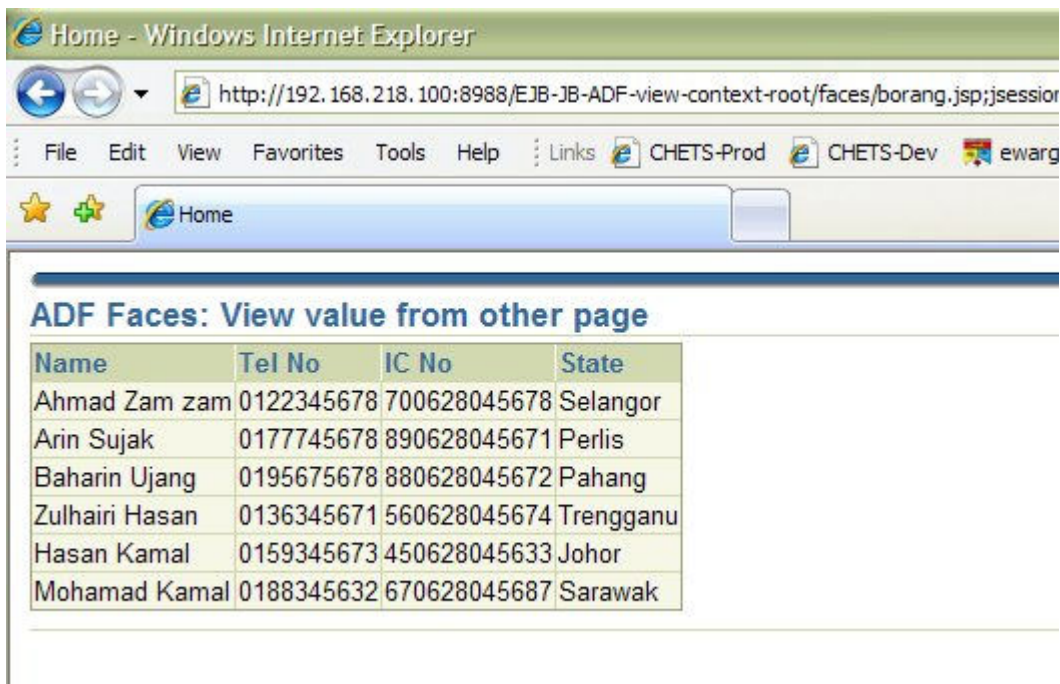 Home - Windows Internet Explorer
http://192.168.218.100:8988/EJB-JB-ADF-view-context-root/faces/borang.jsp;jsession
File Edit View Favorites Tools Help Links CHETS-Prod CHETS-Dev ewarg
Home
ADF Faces: View value from other page
Name Tel No IC No State
Ahmad Zam zam 0122345678 700628045678 Selangor
Arin Sujak 0177745678 890628045671 Perlis
Baharin Ujang 0195675678 880628045672 Pahang
Zulhairi Hasan 0136345671 560628045674 Trengganu
Hasan Kamal 0159345673 450628045633 Johor
Mohamad Kamal 0188345632 670628045687 Sarawak